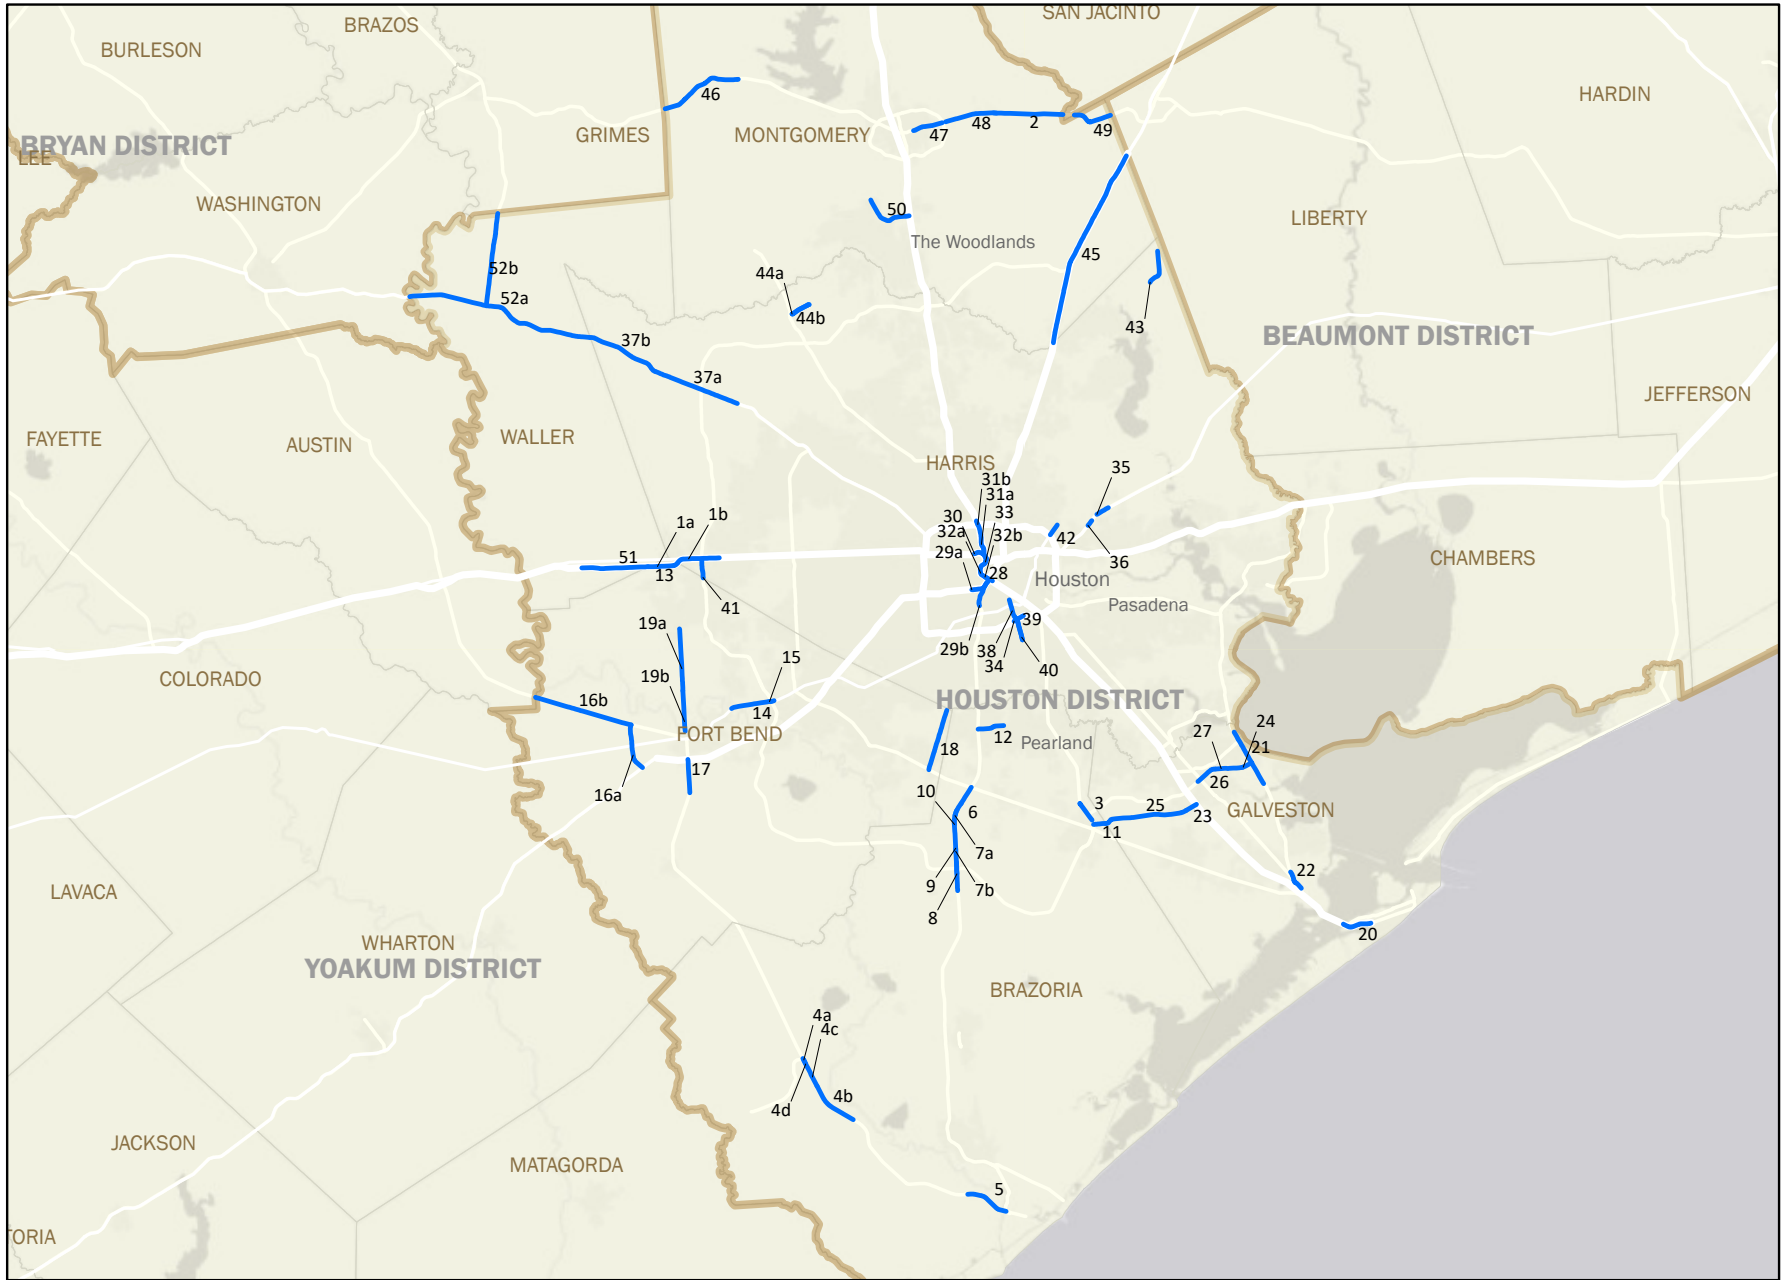 SAN JACINTO
BRAZOS
BURLESON
46
HARDIN
GRIMES
MONTGOMERY
47
48
2
49
BRYAN DISTRICT
LEE
WASHINGTON
50
LIBERTY
The Woodlands
52b
45
44a
52a
44b
43
BEAUMONT DISTRICT
37b
37a
JEFFERSON
FAYETTE
AUSTIN
WALLER
HARRIS
35
31b
31a
30
33
1b
1a
32a
32b
42
29a
36
51
13
CHAMBERS
28
Houston
41
Pasadena
19a
39
29b
38
34
40
15
COLORADO
19b
16b
14
HOUSTON DISTRICT
FORT BEND
24
27
21
12
Pearland
18
17
16a
26
10
6
3
25
23
GALVESTON
11
7a
9
7b
22
LAVACA
8
20
WHARTON
YOAKUM DISTRICT
BRAZORIA
4a
4c
4b
4d
JACKSON
MATAGORDA
5
TORIA